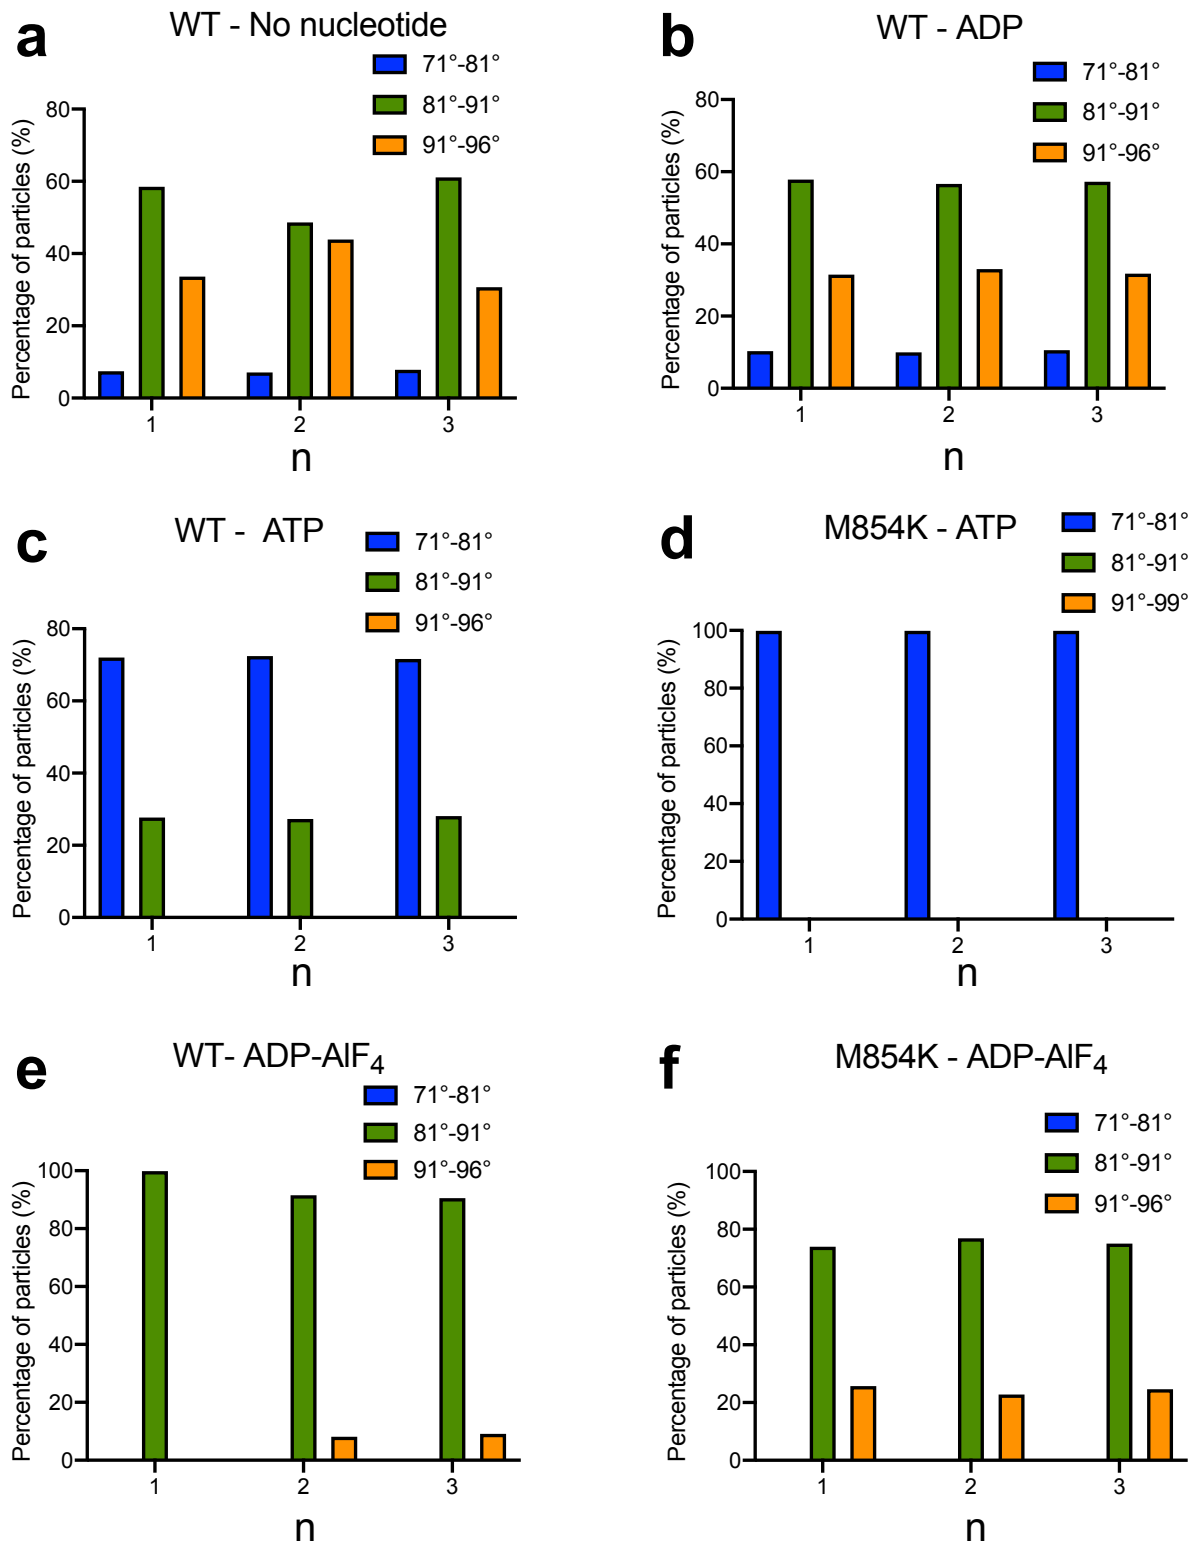 a
WT - No nucleotide
71°-81°
81°-91°
91°-96°
Percentage of particles (%)
80
60
40
20
0
1
2
3
n
b
WT - ADP
71°-81°
81°-91°
91°-96°
Percentage of particles (%)
80
60
40
20
0
1
2
3
n
c
WT - ATP
71°-81°
81°-91°
91°-96°
Percentage of particles (%)
80
60
40
20
0
1
2
3
n
d
M854K - ATP
71°-81°
81°-91°
91°-99°
Percentage of particles (%)
100
80
60
40
20
0
1
2
3
n
e
WT- ADP-AlF4
71°-81°
81°-91°
91°-96°
Percentage of particles (%)
100
80
60
40
20
0
1
2
3
n
f
M854K - ADP-AlF4
71°-81°
81°-91°
91°-96°
Percentage of particles (%)
100
80
60
40
20
0
1
2
3
n